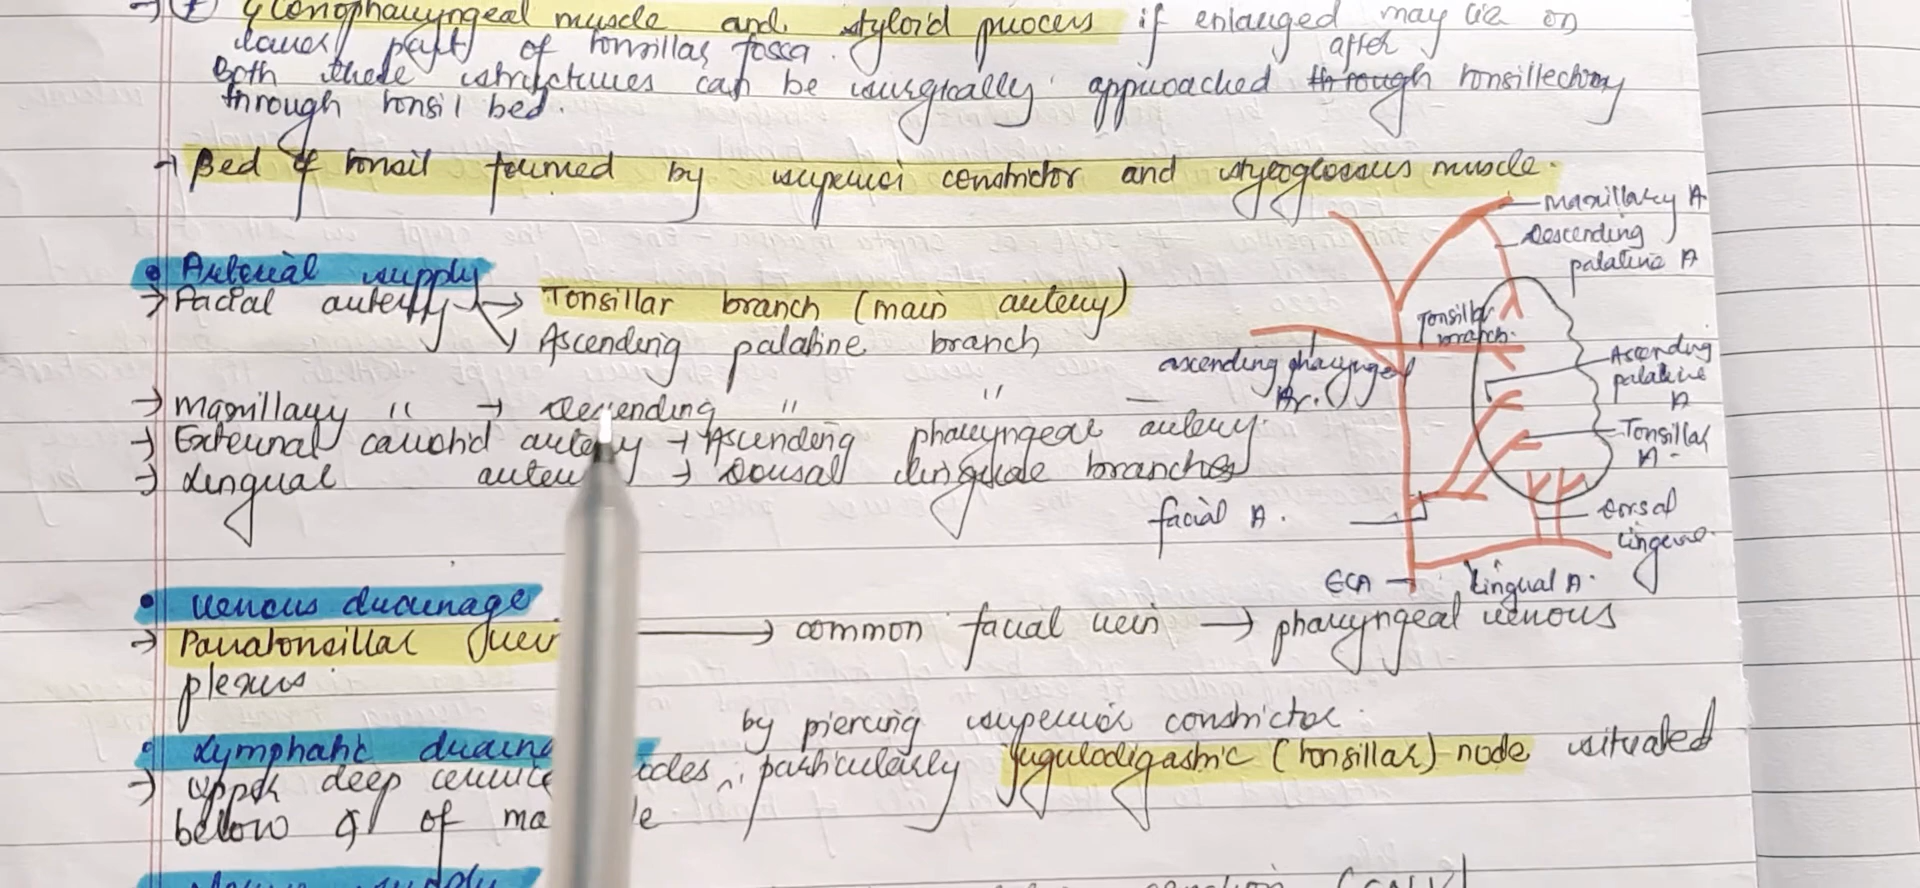 Glossopharyngeal muscle and styloid process if enlarged may lie on
lower part of tonsillar fossa. after
Both these structures can be surgically approached through tonsillectomy
through tonsil bed.
→ Bed of tonsil formed by superior constrictor and styloglossus muscle.
• Arterial supply
→ Facial artery → Tonsillar branch (main artery)
↘ Ascending palatine branch
→ Maxillary " → Descending " "
→ External carotid artery → Ascending pharyngeal artery.
→ Lingual artery → Dorsal lingual branches
Maxillary A
Descending
palatine A
Tonsillar
branch.
ascending pharyngeal
Ar.
Ascending
palatine
A
Tonsillar
A.
facial A.
Dorsal
lingual
ECA
Lingual A.
• Venous drainage
→ Paratonsillar → common facial vein → pharyngeal venous
plexus
• Lymphatic by piercing superior constrictor.
→ upper deep particularly jugulodigastric (tonsillar) node situated
below of